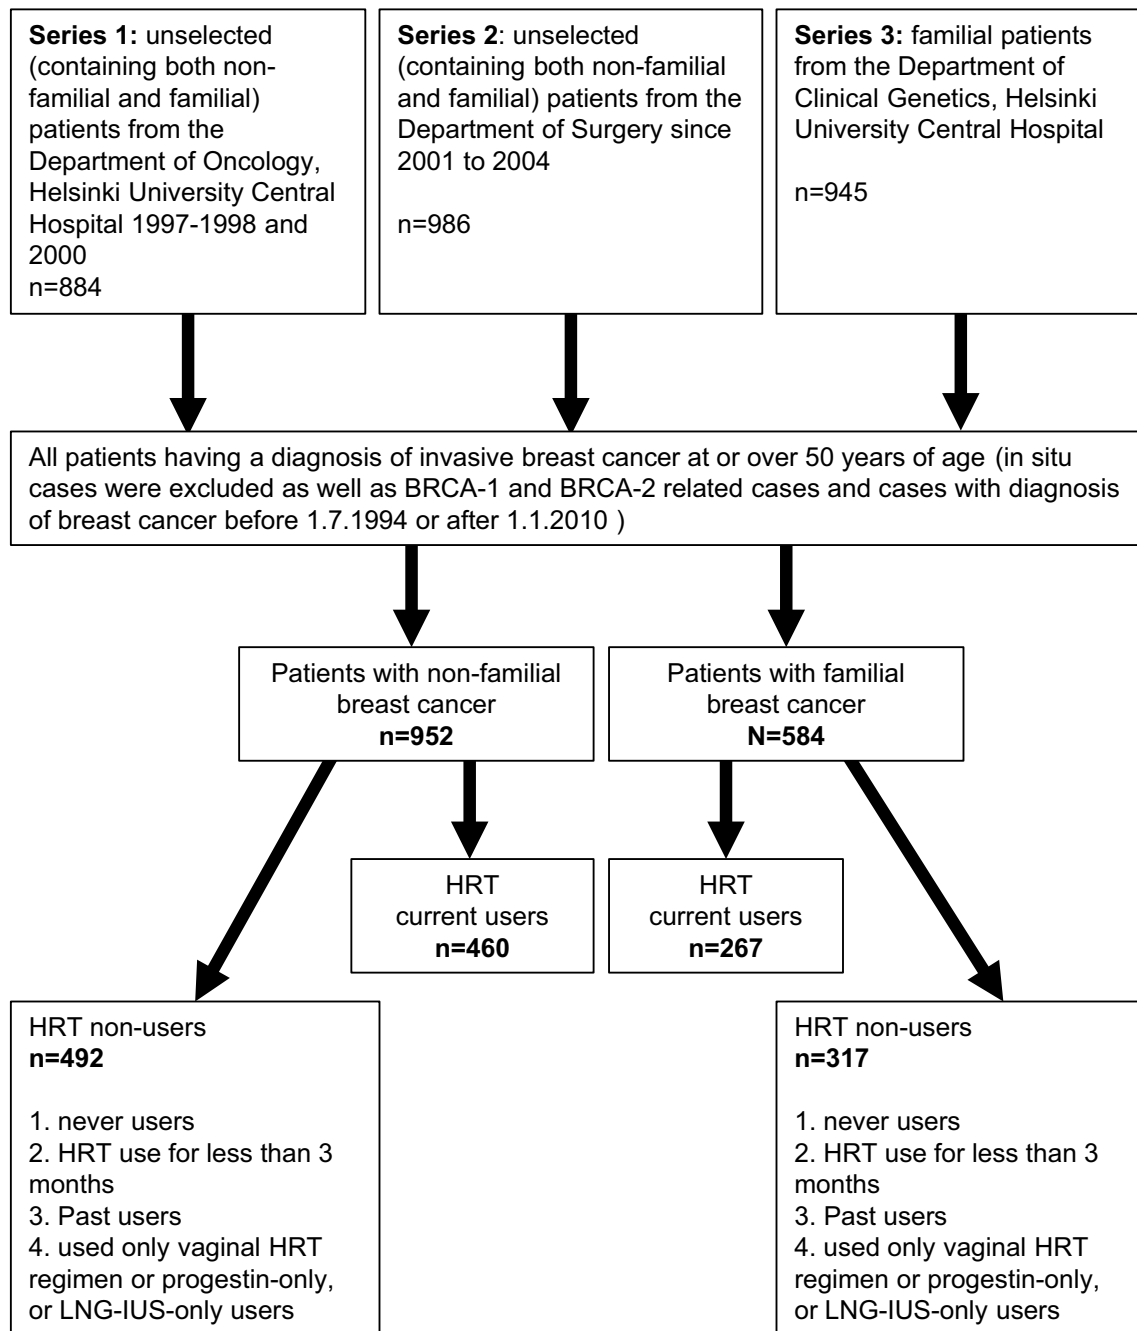 Series 1: unselected
(containing both non-
familial and familial)
patients from the
Department of Oncology,
Helsinki University Central
Hospital 1997-1998 and
2000
n=884
Series 2: unselected
(containing both non-familial
and familial) patients from the
Department of Surgery since
2001 to 2004
n=986
Series 3: familial patients
from the Department of
Clinical Genetics, Helsinki
University Central Hospital
n=945
All patients having a diagnosis of invasive breast cancer at or over 50 years of age (in situ
cases were excluded as well as BRCA-1 and BRCA-2 related cases and cases with diagnosis
of breast cancer before 1.7.1994 or after 1.1.2010 )
Patients with non-familial
breast cancer
n=952
Patients with familial
breast cancer
N=584
HRT
current users
n=460
HRT
current users
n=267
HRT non-users
n=492
1. never users
2. HRT use for less than 3
months
3. Past users
4. used only vaginal HRT
regimen or progestin-only,
or LNG-IUS-only users
HRT non-users
n=317
1. never users
2. HRT use for less than 3
months
3. Past users
4. used only vaginal HRT
regimen or progestin-only,
or LNG-IUS-only users